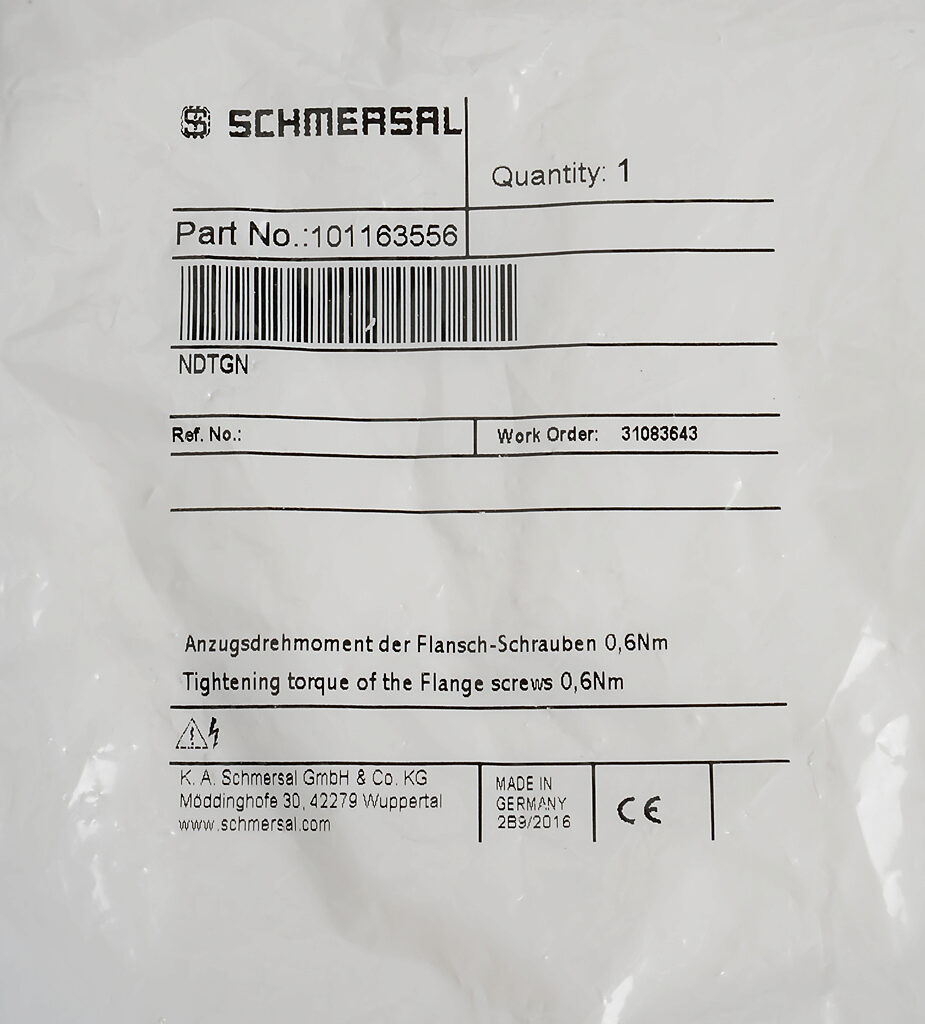 SCHMERSAL
Quantity: 1
Part No.:101163556
NDTGN
Ref. No.:
Work Order: 31083643
Anzugsdrehmoment der Flansch-Schrauben 0,6Nm
Tightening torque of the Flange screws 0,6Nm
K. A. Schmersal GmbH & Co. KG
Möddinghofe 30, 42279 Wuppertal
www.schmersal.com
MADE IN
GERMANY
2B9/2016
CE